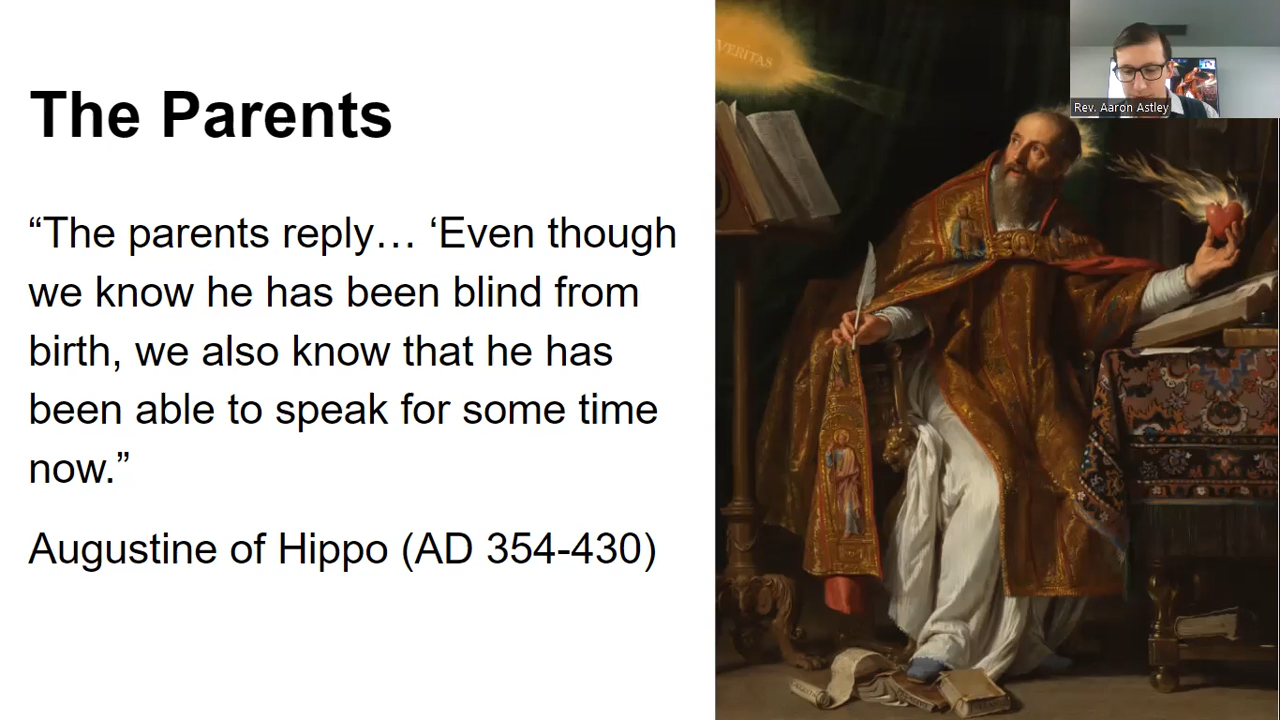 The Parents
“The parents reply… ‘Even though
we know he has been blind from
birth, we also know that he has
been able to speak for some time
now.”
Augustine of Hippo (AD 354-430)
VERITAS
Rev. Aaron Astley